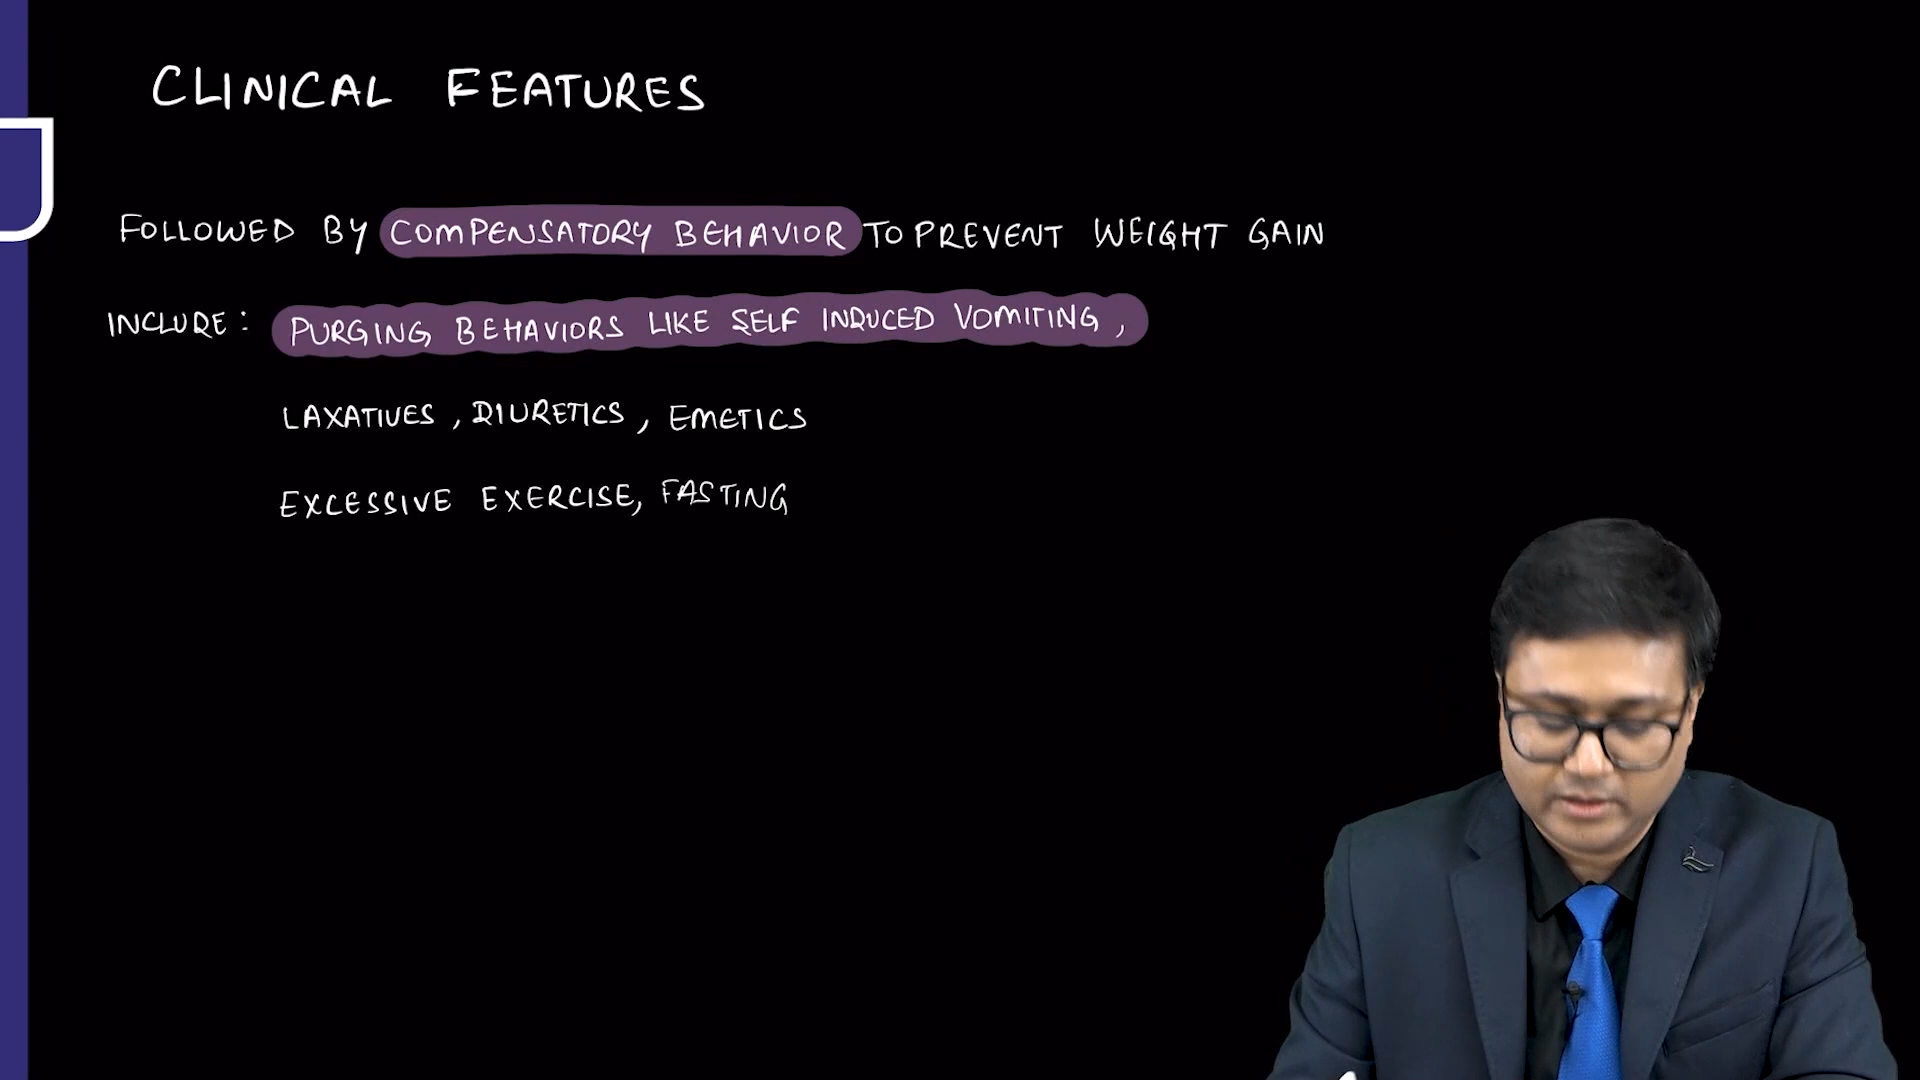 CLINICAL FEATURES
FOLLOWED BY COMPENSATORY BEHAVIOR TO PREVENT WEIGHT GAIN
INCLURE: PURGING BEHAVIORS LIKE SELF INDUCED VOMITING,
LAXATIVES, DIURETICS, EMETICS
EXCESSIVE EXERCISE, FASTING